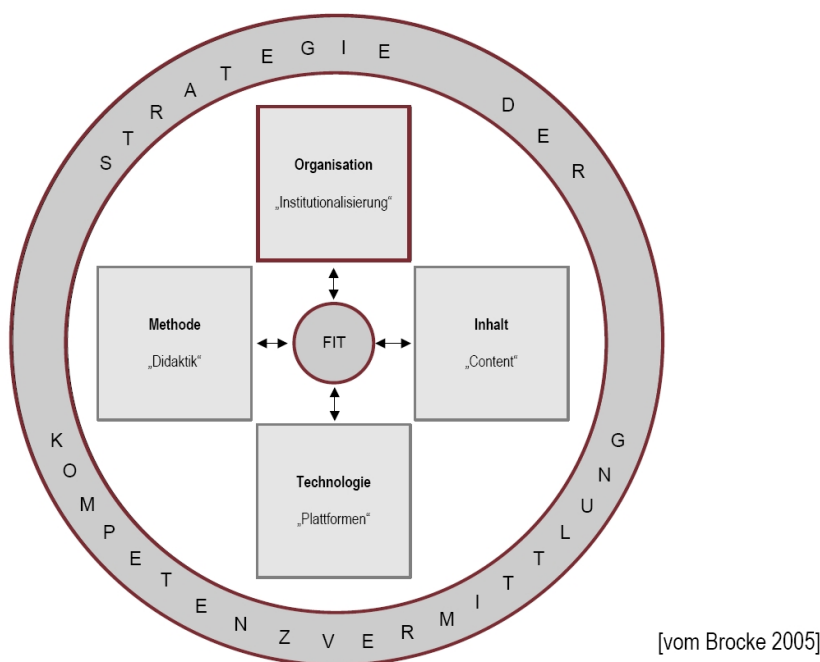 STRATEGIE DER
Organisation
„Institutionalisierung“
Methode
„Didaktik“
FIT
Inhalt
„Content“
Technologie
„Plattformen“
KOMPETENZVERMITTLUNG
[vom Brocke 2005]